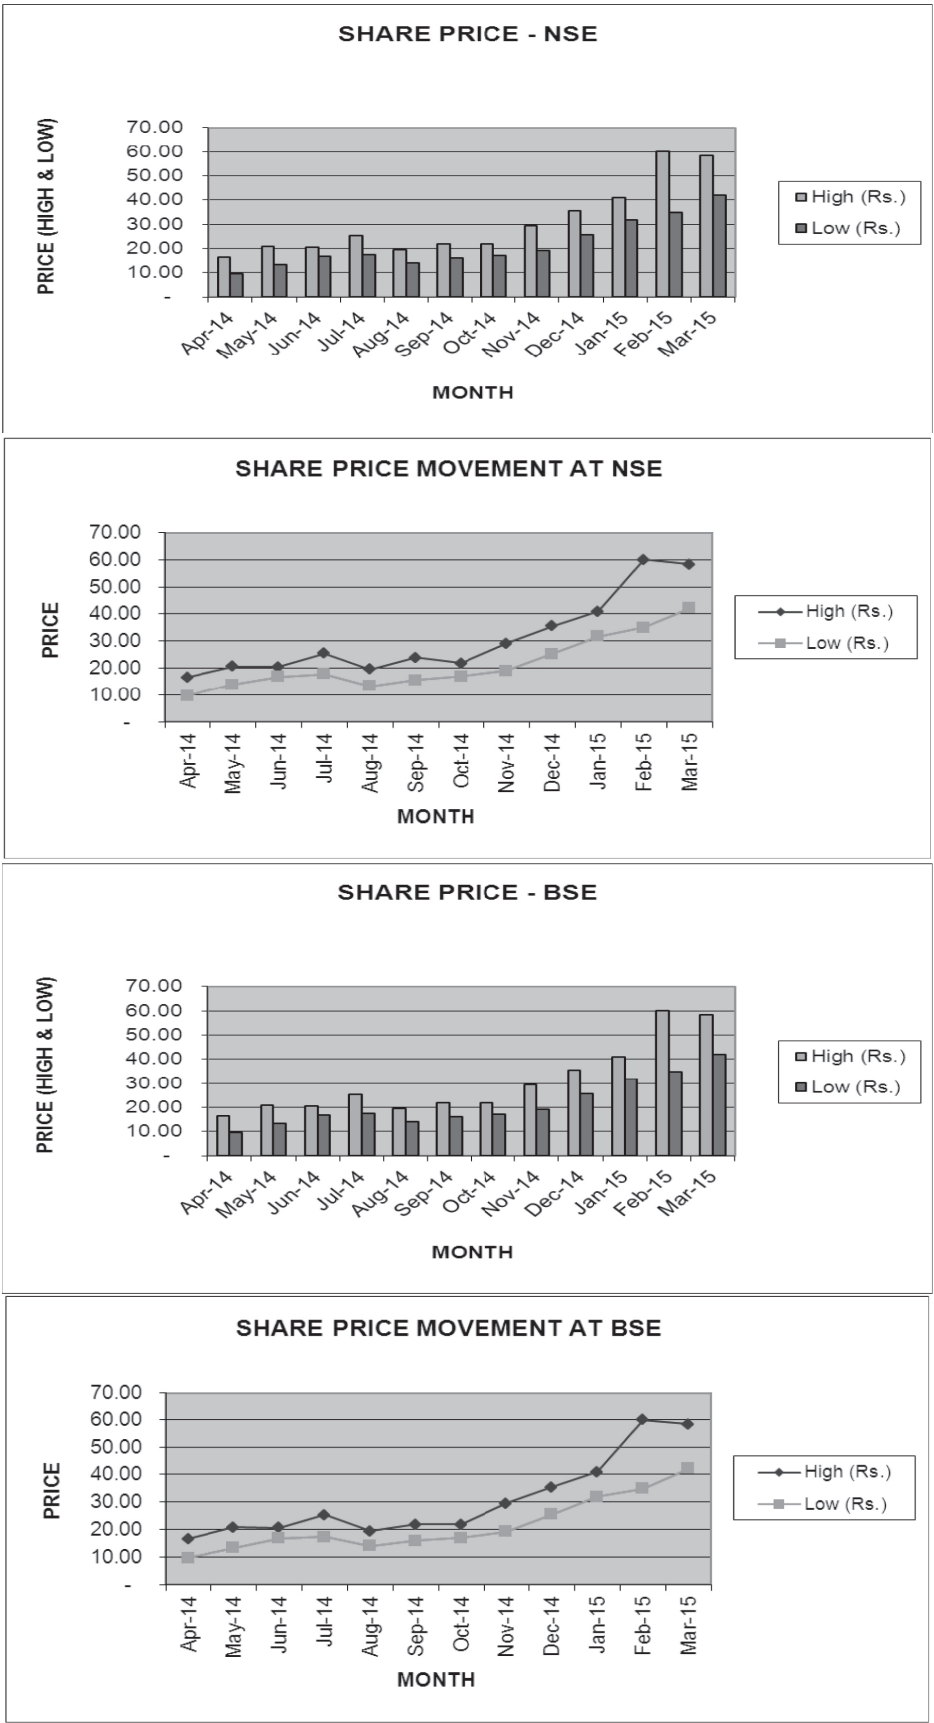 SHARE PRICE - NSE
PRICE (HIGH & LOW)
70.00
60.00
50.00
40.00
30.00
20.00
10.00
-
Apr-14
May-14
Jun-14
Jul-14
Aug-14
Sep-14
Oct-14
Nov-14
Dec-14
Jan-15
Feb-15
Mar-15
MONTH
High (Rs.)
Low (Rs.)
SHARE PRICE MOVEMENT AT NSE
PRICE
70.00
60.00
50.00
40.00
30.00
20.00
10.00
-
Apr-14
May-14
Jun-14
Jul-14
Aug-14
Sep-14
Oct-14
Nov-14
Dec-14
Jan-15
Feb-15
Mar-15
MONTH
High (Rs.)
Low (Rs.)
SHARE PRICE - BSE
PRICE (HIGH & LOW)
70.00
60.00
50.00
40.00
30.00
20.00
10.00
-
Apr-14
May-14
Jun-14
Jul-14
Aug-14
Sep-14
Oct-14
Nov-14
Dec-14
Jan-15
Feb-15
Mar-15
MONTH
High (Rs.)
Low (Rs.)
SHARE PRICE MOVEMENT AT BSE
PRICE
70.00
60.00
50.00
40.00
30.00
20.00
10.00
-
Apr-14
May-14
Jun-14
Jul-14
Aug-14
Sep-14
Oct-14
Nov-14
Dec-14
Jan-15
Feb-15
Mar-15
MONTH
High (Rs.)
Low (Rs.)